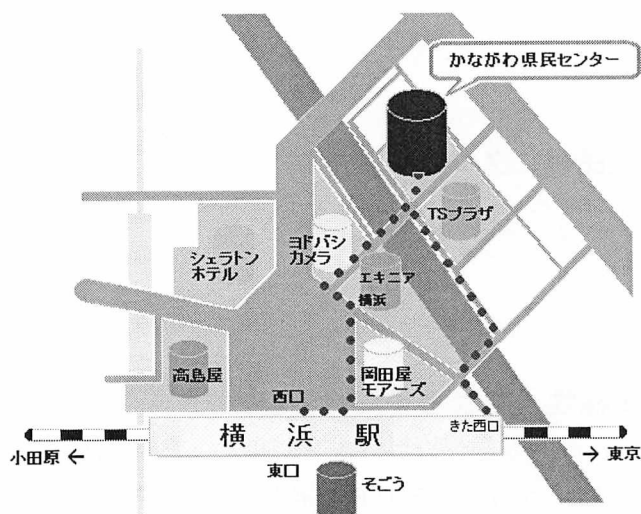 かながわ県民センター
TSプラザ
ヨドバシ
カメラ
シェラトン
ホテル
エキニア
横浜
高島屋
岡田屋
モアーズ
西口
きた西口
横浜駅
小田原 ←
→ 東京
東口
そごう